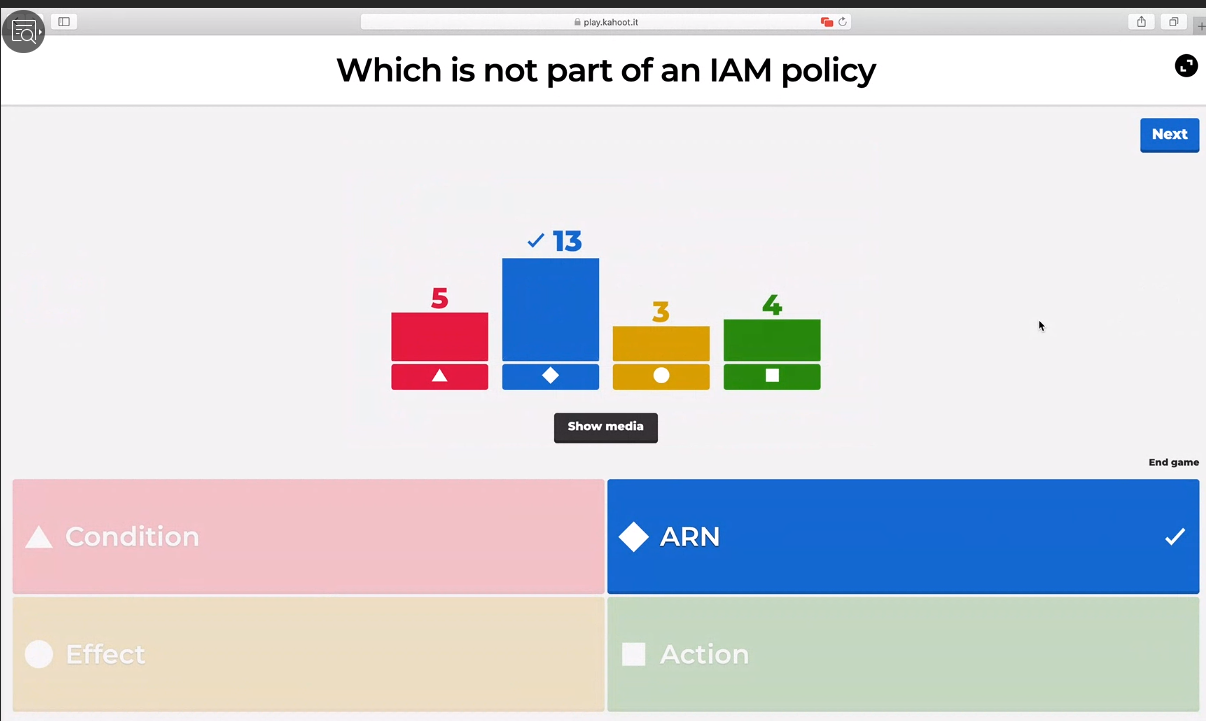 play.kahoot.it
Which is not part of an IAM policy
Next
5
13
3
4
Show media
End game
Condition
ARN
Effect
Action